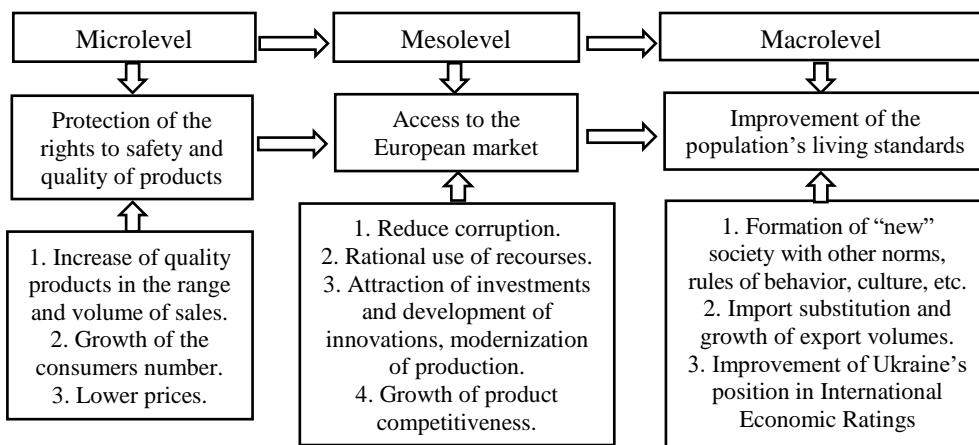 Microlevel
Mesolevel
Macrolevel
Protection of the
rights to safety and
quality of products
Access to the
European market
Improvement of the
population’s living standards
1. Increase of quality
products in the range
and volume of sales.
2. Growth of the
consumers number.
3. Lower prices.
1. Reduce corruption.
2. Rational use of recourses.
3. Attraction of investments
and development of
innovations, modernization
of production.
4. Growth of product
competitiveness.
1. Formation of “new”
society with other norms,
rules of behavior, culture, etc.
2. Import substitution and
growth of export volumes.
3. Improvement of Ukraine’s
position in International
Economic Ratings